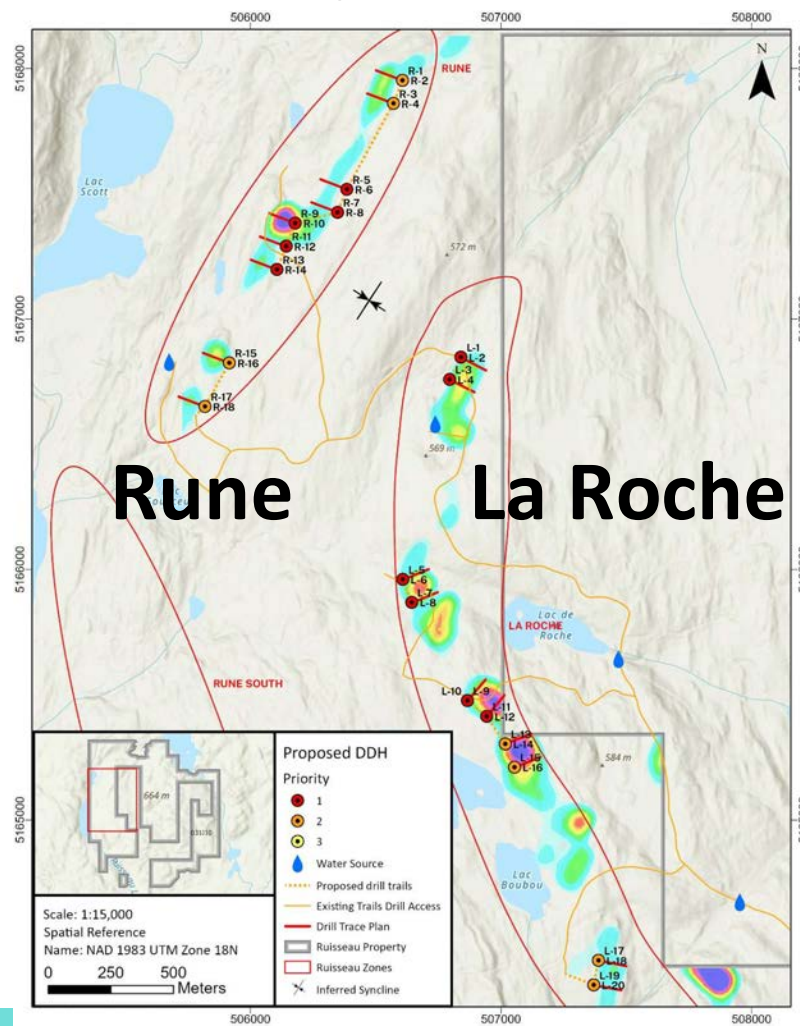 506000
507000
508000
N
5168000
RUNE
R-1
R-2
R-3
R-4
Lac
Scott
R-5
R-6
R-7
R-8
R-9
R-10
R-11
R-12
572 m
R-13
R-14
5167000
L-1
L-2
R-15
R-16
L-3
L-4
R-17
R-18
569 m
Rune
La Roche
5166000
L-5
L-6
L-7
L-8
Lac de
Roche
LA ROCHE
RUNE SOUTH
L-10
L-9
L-11
L-12
L-13
L-14
L-15
L-16
584 m
664 m
Proposed DDH
Priority
1
2
3
Water Source
Proposed drill trails
Existing Trails Drill Access
Drill Trace Plan
Ruisseau Property
Ruisseau Zones
Inferred Syncline
Scale: 1:15,000
Spatial Reference
Name: NAD 1983 UTM Zone 18N
0 250 500
Meters
5165000
Lac
Boubou
L-17
L-18
L-19
L-20
506000
507000
508000